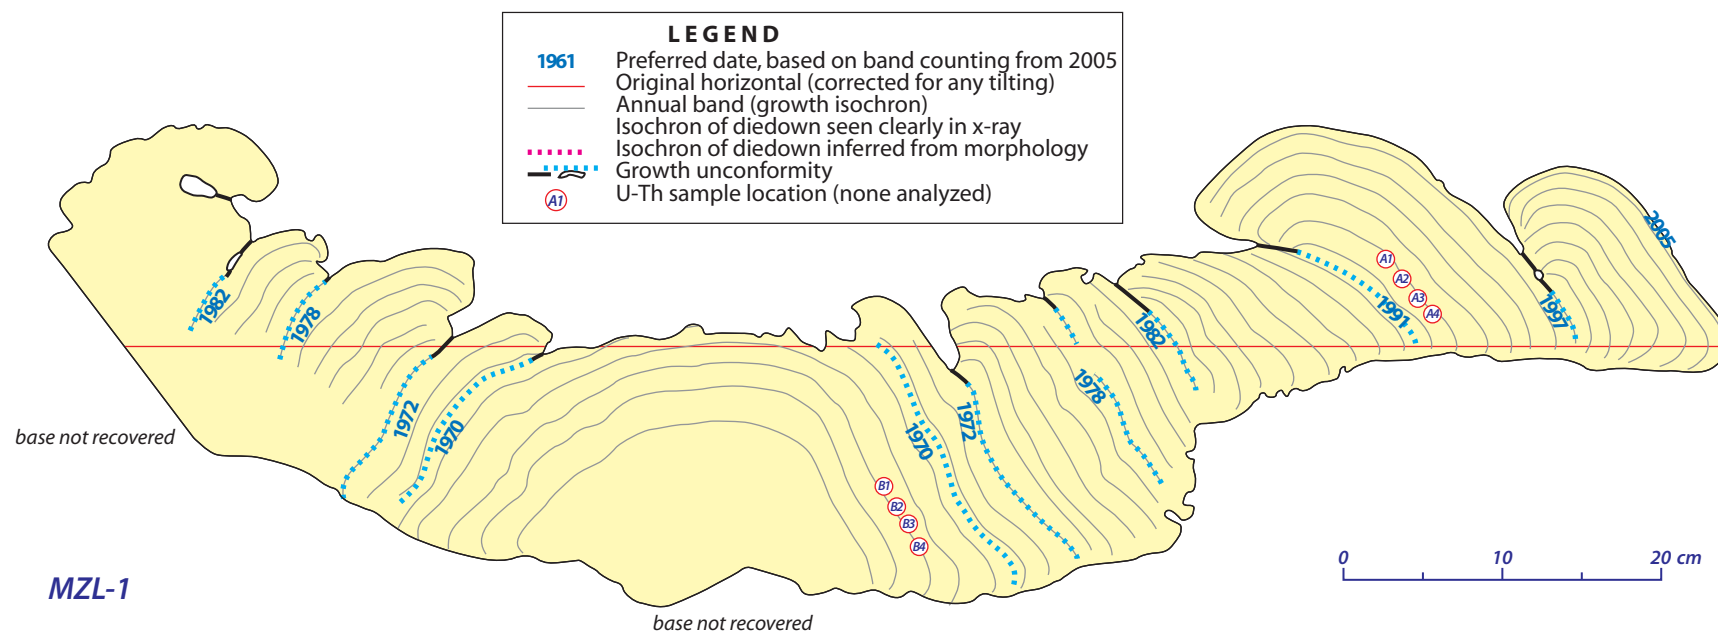 LEGEND
1961 Preferred date, based on band counting from 2005
Original horizontal (corrected for any tilting)
Annual band (growth isochron)
Isochron of diedown seen clearly in x-ray
Isochron of diedown inferred from morphology
Growth unconformity
A1 U-Th sample location (none analyzed)
2005
1982
1978
1972
1970
1970
1972
1978
1982
1991
1997
A1
A2
A3
A4
B1
B2
B3
B4
base not recovered
0 10 20 cm
MZL-1
base not recovered